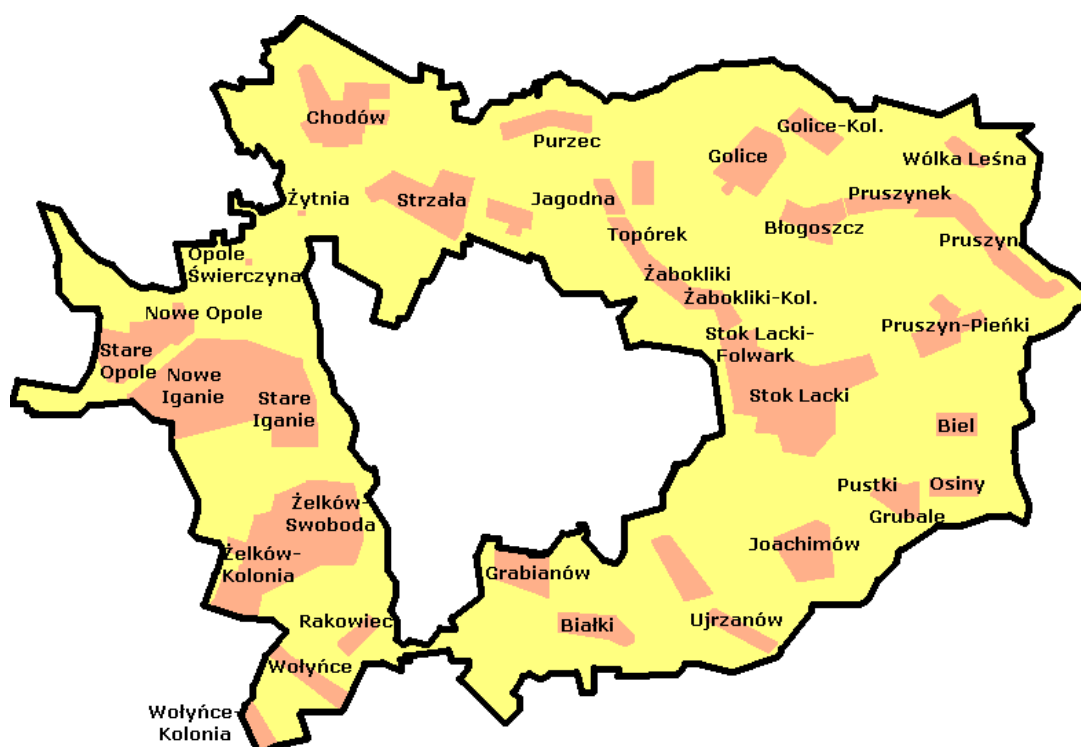 Chodów
Purzec
Golice-Kol.
Golice
Wólka Leśna
Żytnia
Strzała
Jagodna
Pruszynek
Błogoszcz
Topórek
Pruszyn
Opole
Świerczyna
Żabokliki
Żabokliki-Kol.
Nowe Opole
Stok Lacki-
Folwark
Pruszyn-Pieńki
Stare
Opole
Nowe
Iganie
Stare
Iganie
Stok Lacki
Biel
Pustki
Osiny
Grubale
Żelków-
Swoboda
Joachimów
Żelków-
Kolonia
Grabianów
Rakowiec
Białki
Ujrzanów
Wołyńce
Wołyńce-
Kolonia